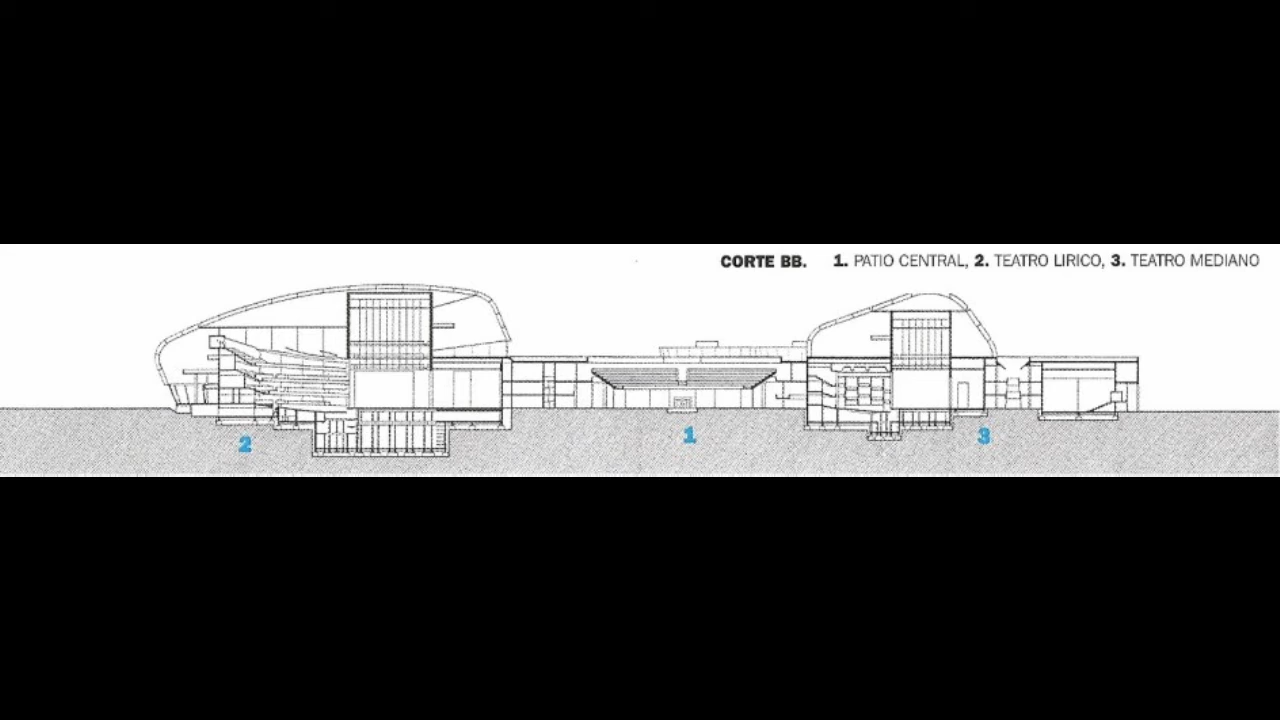 CORTE BB. 1. PATIO CENTRAL, 2. TEATRO LIRICO, 3. TEATRO MEDIANO
2 1 3